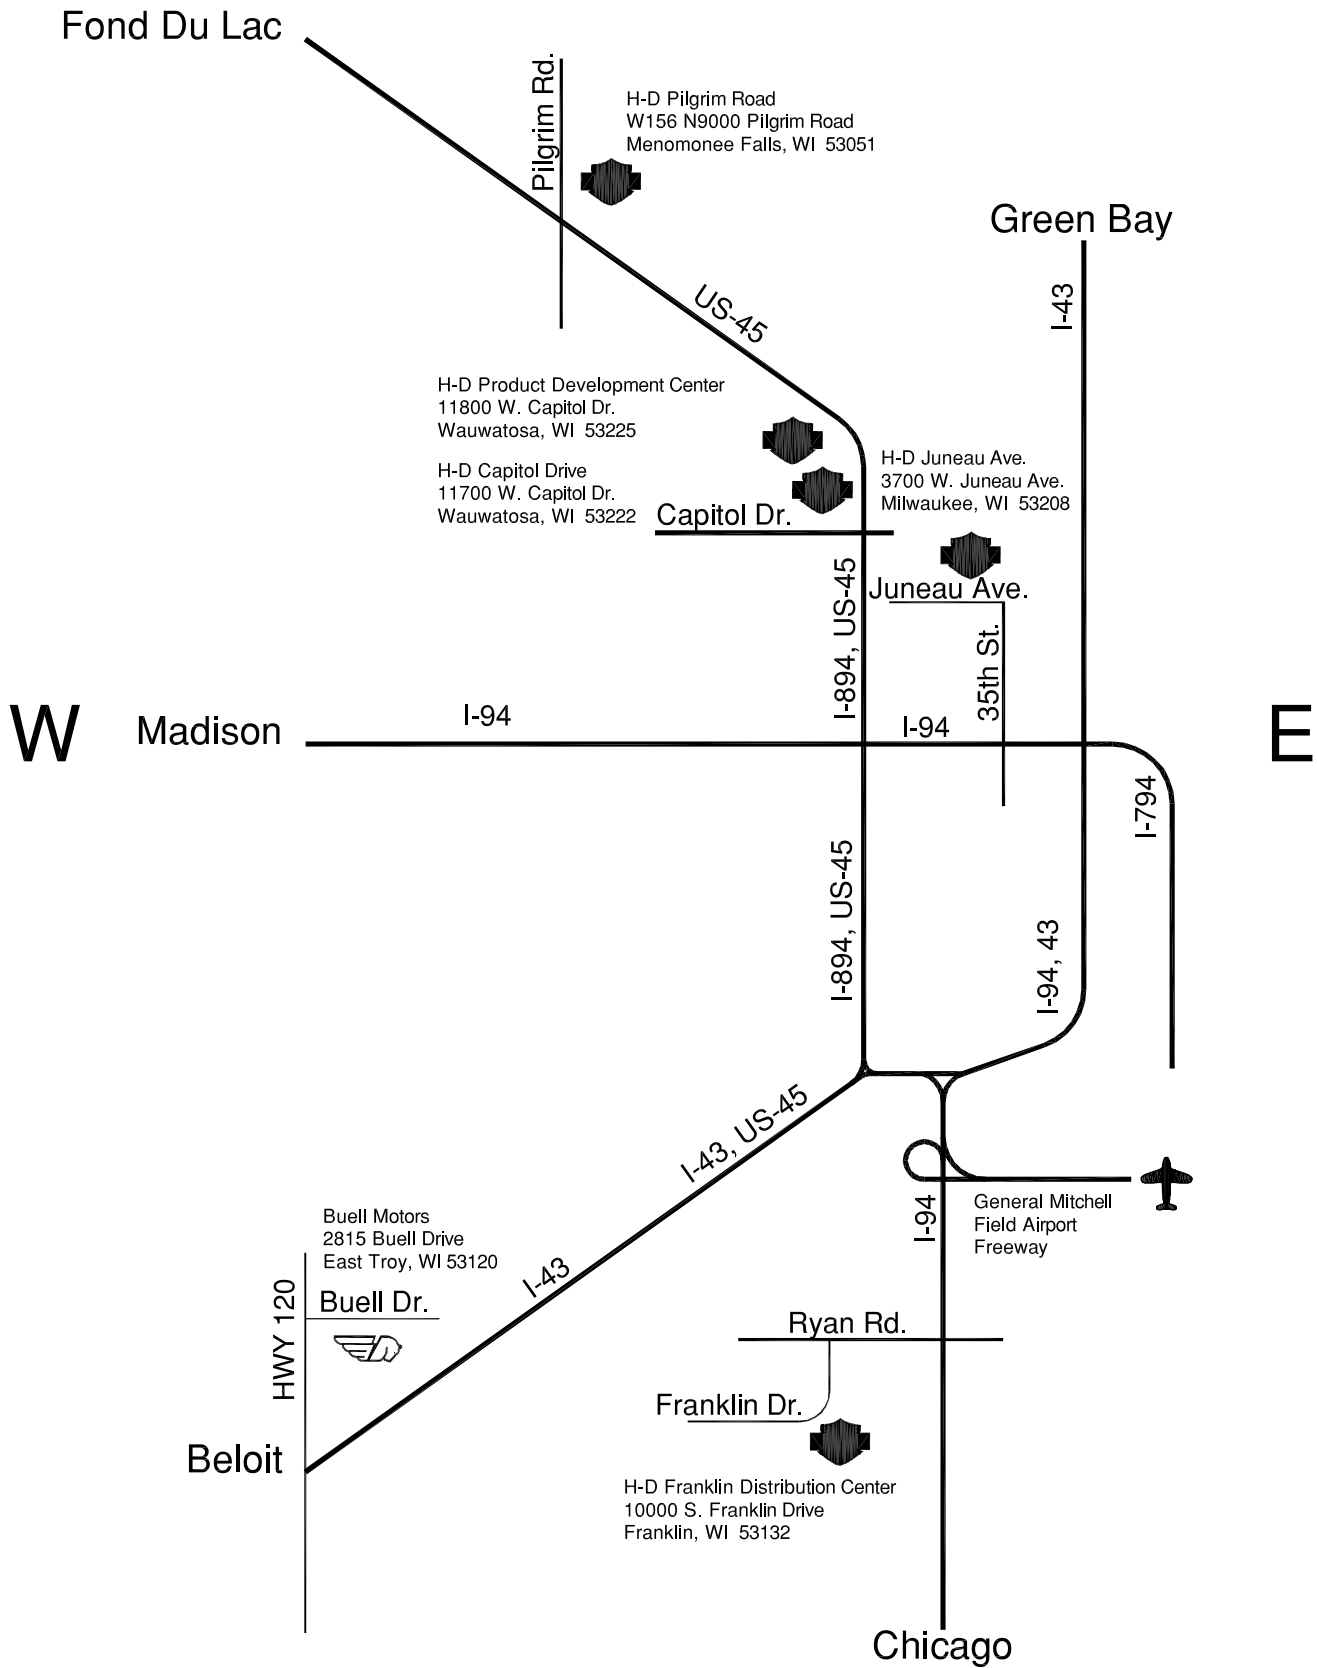 Fond Du Lac
Pilgrim Rd.
H-D Pilgrim Road
W156 N9000 Pilgrim Road
Menomonee Falls, WI 53051
Green Bay
US-45
I-43
H-D Product Development Center
11800 W. Capitol Dr.
Wauwatosa, WI 53225
H-D Capitol Drive
11700 W. Capitol Dr.
Wauwatosa, WI 53222
Capitol Dr.
H-D Juneau Ave.
3700 W. Juneau Ave.
Milwaukee, WI 53208
Juneau Ave.
I-894, US-45
35th St.
W
Madison
I-94
I-94
E
I-794
I-894, US-45
I-94, 43
I-43, US-45
General Mitchell
Field Airport
Freeway
I-94
Buell Motors
2815 Buell Drive
East Troy, WI 53120
I-43
HWY 120
Buell Dr.
Ryan Rd.
Franklin Dr.
Beloit
H-D Franklin Distribution Center
10000 S. Franklin Drive
Franklin, WI 53132
Chicago